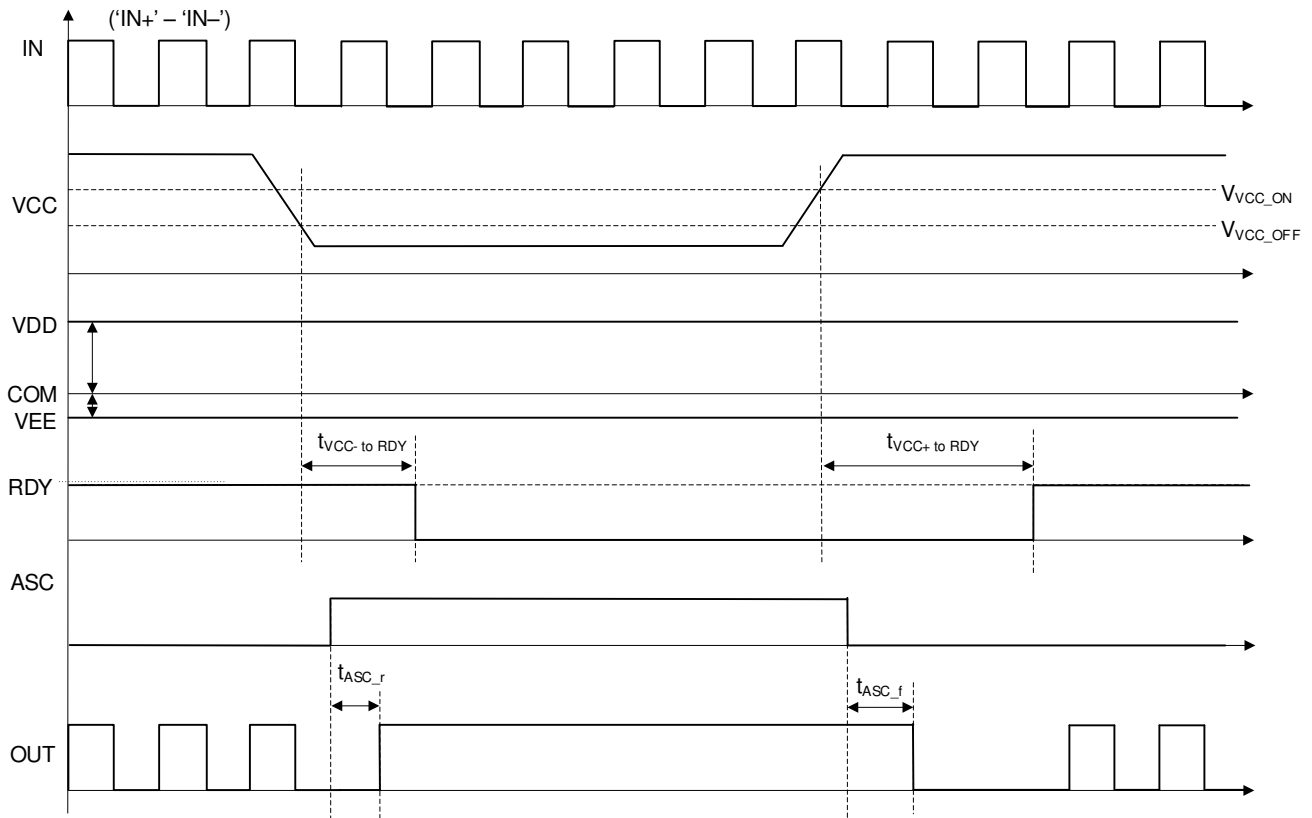 ('IN+' – 'IN–')
IN
VCC
VVCC_ON
VVCC_OFF
VDD
COM
VEE
tVCC- to RDY
tVCC+ to RDY
RDY
ASC
tASC_r
tASC_f
OUT